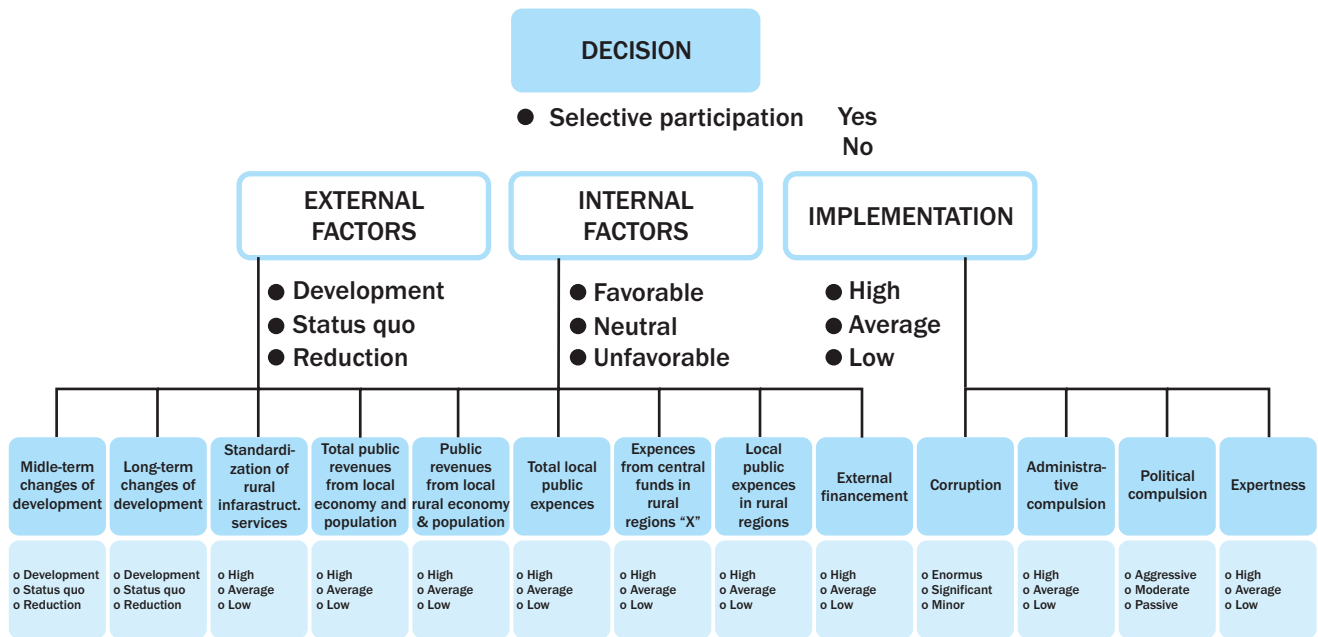 DECISION
● Selective participation Yes
No
EXTERNAL
FACTORS
INTERNAL
FACTORS
IMPLEMENTATION
● Development
● Status quo
● Reduction
● Favorable
● Neutral
● Unfavorable
● High
● Average
● Low
Midle-term
changes of
development
Long-term
changes of
development
Standardi-
zation of
rural
infarastruct.
services
Total public
revenues
from local
economy and
population
Public
revenues
from local
rural economy
& population
Total local
public
expences
Expences
from central
funds in
rural
regions “X”
Local
public
expences
in rural
regions
External
financement
Corruption
Administra-
tive
compulsion
Political
compulsion
Expertness
o Development
o Status quo
o Reduction
o Development
o Status quo
o Reduction
o High
o Average
o Low
o High
o Average
o Low
o High
o Average
o Low
o High
o Average
o Low
o High
o Average
o Low
o High
o Average
o Low
o High
o Average
o Low
o Enormus
o Significant
o Minor
o High
o Average
o Low
o Aggressive
o Moderate
o Passive
o High
o Average
o Low